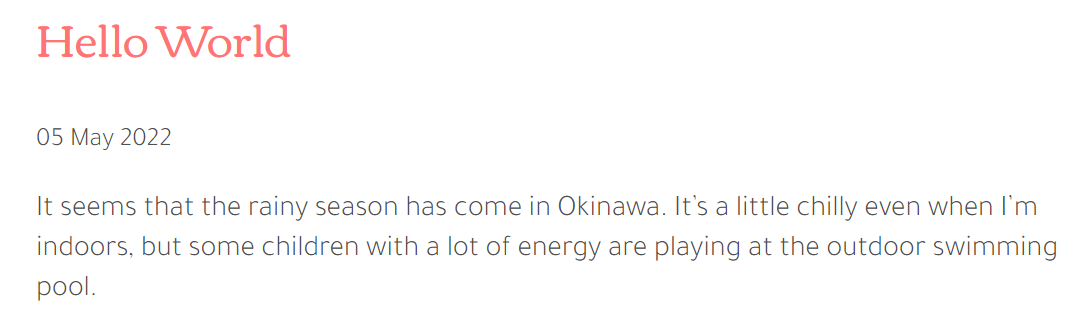 Hello World
05 May 2022
It seems that the rainy season has come in Okinawa. It's a little chilly even when I'm
indoors, but some children with a lot of energy are playing at the outdoor swimming
pool.